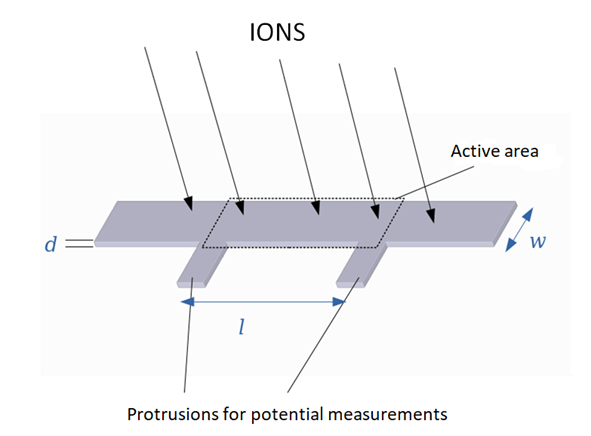 IONS
Active area
d
w
l
Protrusions for potential measurements